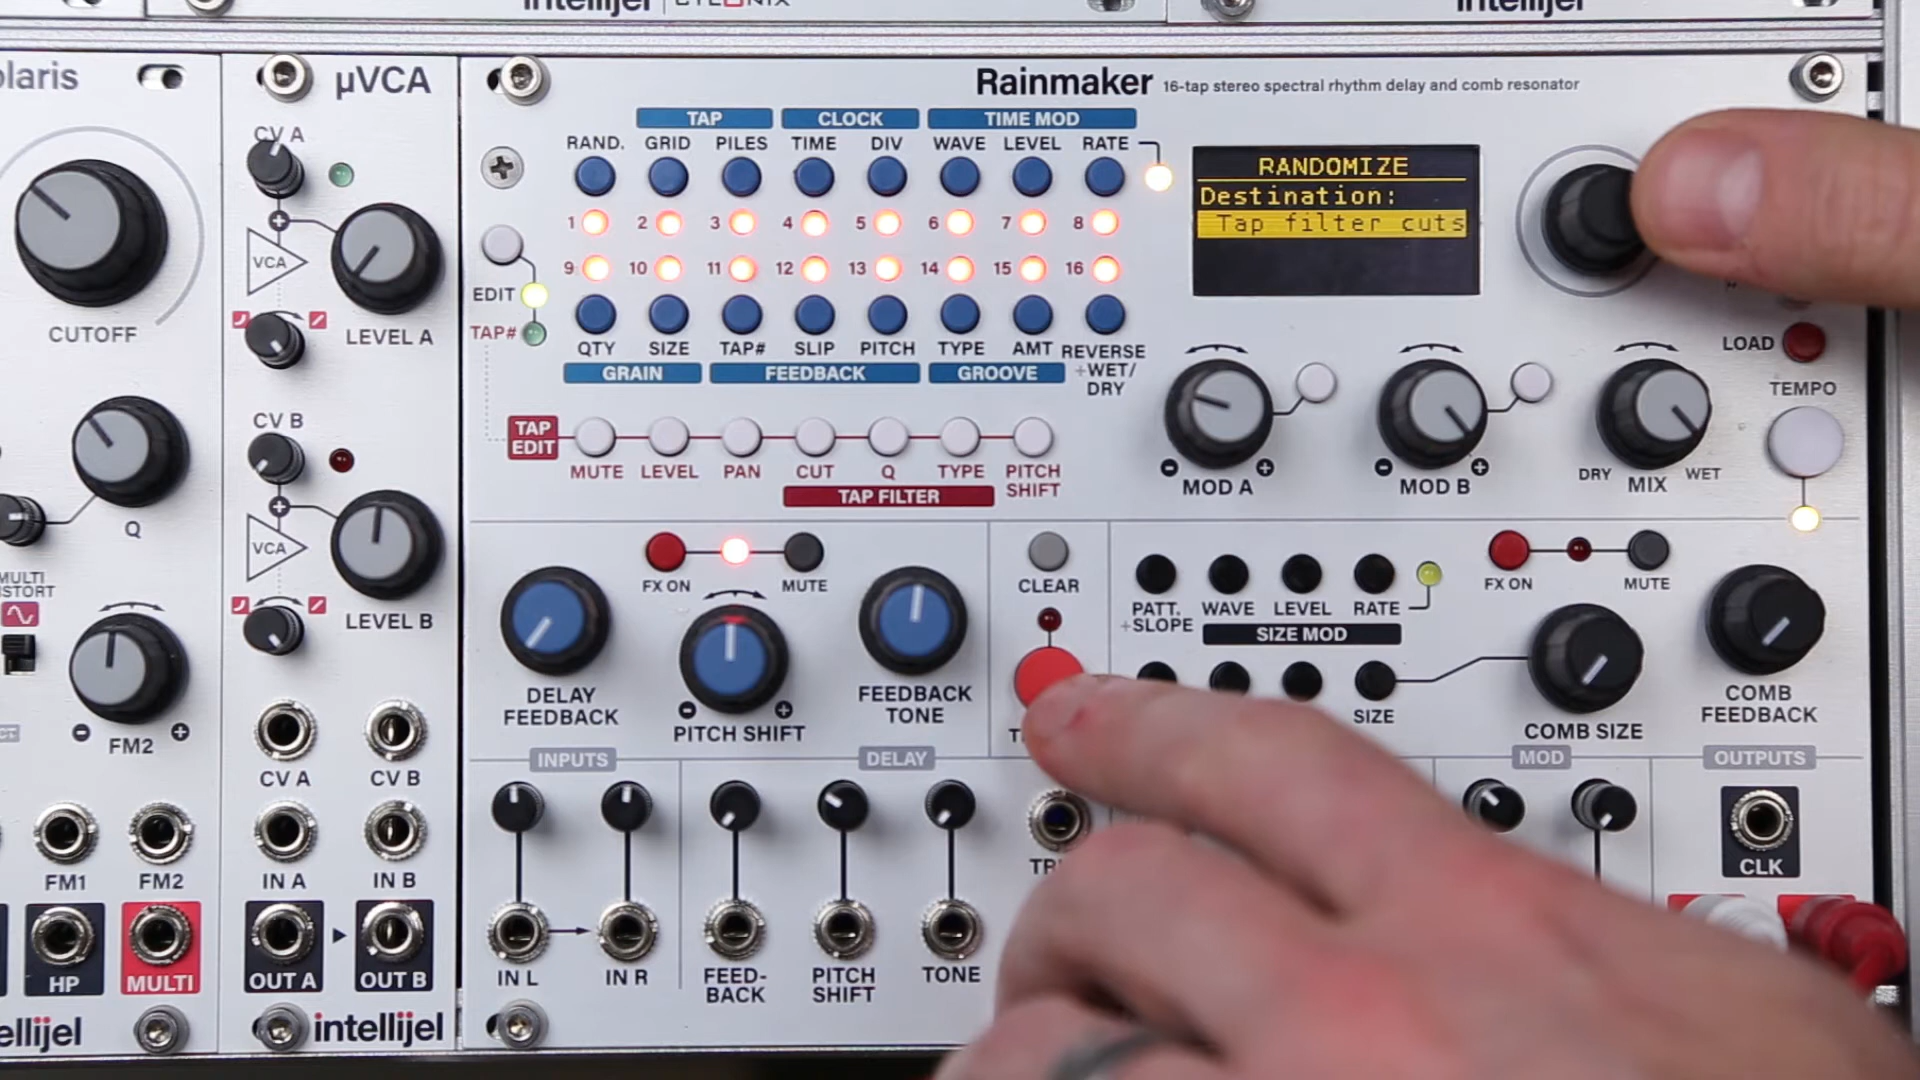 intellijel CYLONIX
intellijel
olaris
µVCA
Rainmaker 16-tap stereo spectral rhythm delay and comb resonator
CV A
TAP CLOCK TIME MOD
RAND. GRID PILES TIME DIV WAVE LEVEL RATE
RANDOMIZE
Destination:
Tap filter cuts
1 2 3 4 5 6 7 8
9 10 11 12 13 14 15 16
VCA
EDIT
TAP#
CUTOFF
LEVEL A
QTY SIZE TAP# SLIP PITCH TYPE AMT REVERSE
+WET/
DRY
GRAIN FEEDBACK GROOVE
LOAD
TEMPO
CV B
TAP
EDIT
MUTE LEVEL PAN CUT Q TYPE PITCH
SHIFT
TAP FILTER
- + MOD A
- + MOD B
DRY MIX WET
Q
VCA
MULTI
STORT
FX ON MUTE
CLEAR
PATT.
+SLOPE
WAVE LEVEL RATE
SIZE MOD
FX ON MUTE
LEVEL B
DELAY
FEEDBACK
- + PITCH SHIFT
FEEDBACK
TONE
SIZE
COMB SIZE
COMB
FEEDBACK
- FM2 +
CV A CV B
INPUTS DELAY MOD OUTPUTS
FM1 FM2
IN A IN B
CLK
HP MULTI
OUT A OUT B
IN L IN R
FEED-
BACK
PITCH
SHIFT
TONE
ellijel
intellijel